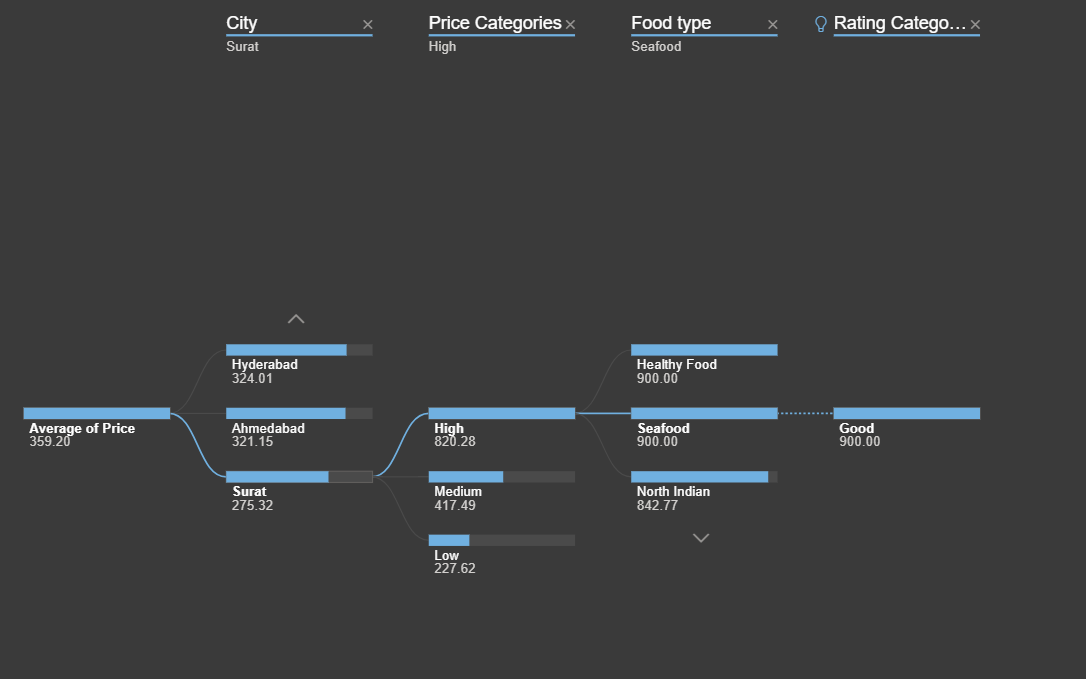 City
Surat
Price Categories
High
Food type
Seafood
Rating Catego…
Average of Price
359.20
Hyderabad
324.01
Ahmedabad
321.15
Surat
275.32
High
820.28
Medium
417.49
Low
227.62
Healthy Food
900.00
Seafood
900.00
North Indian
842.77
Good
900.00